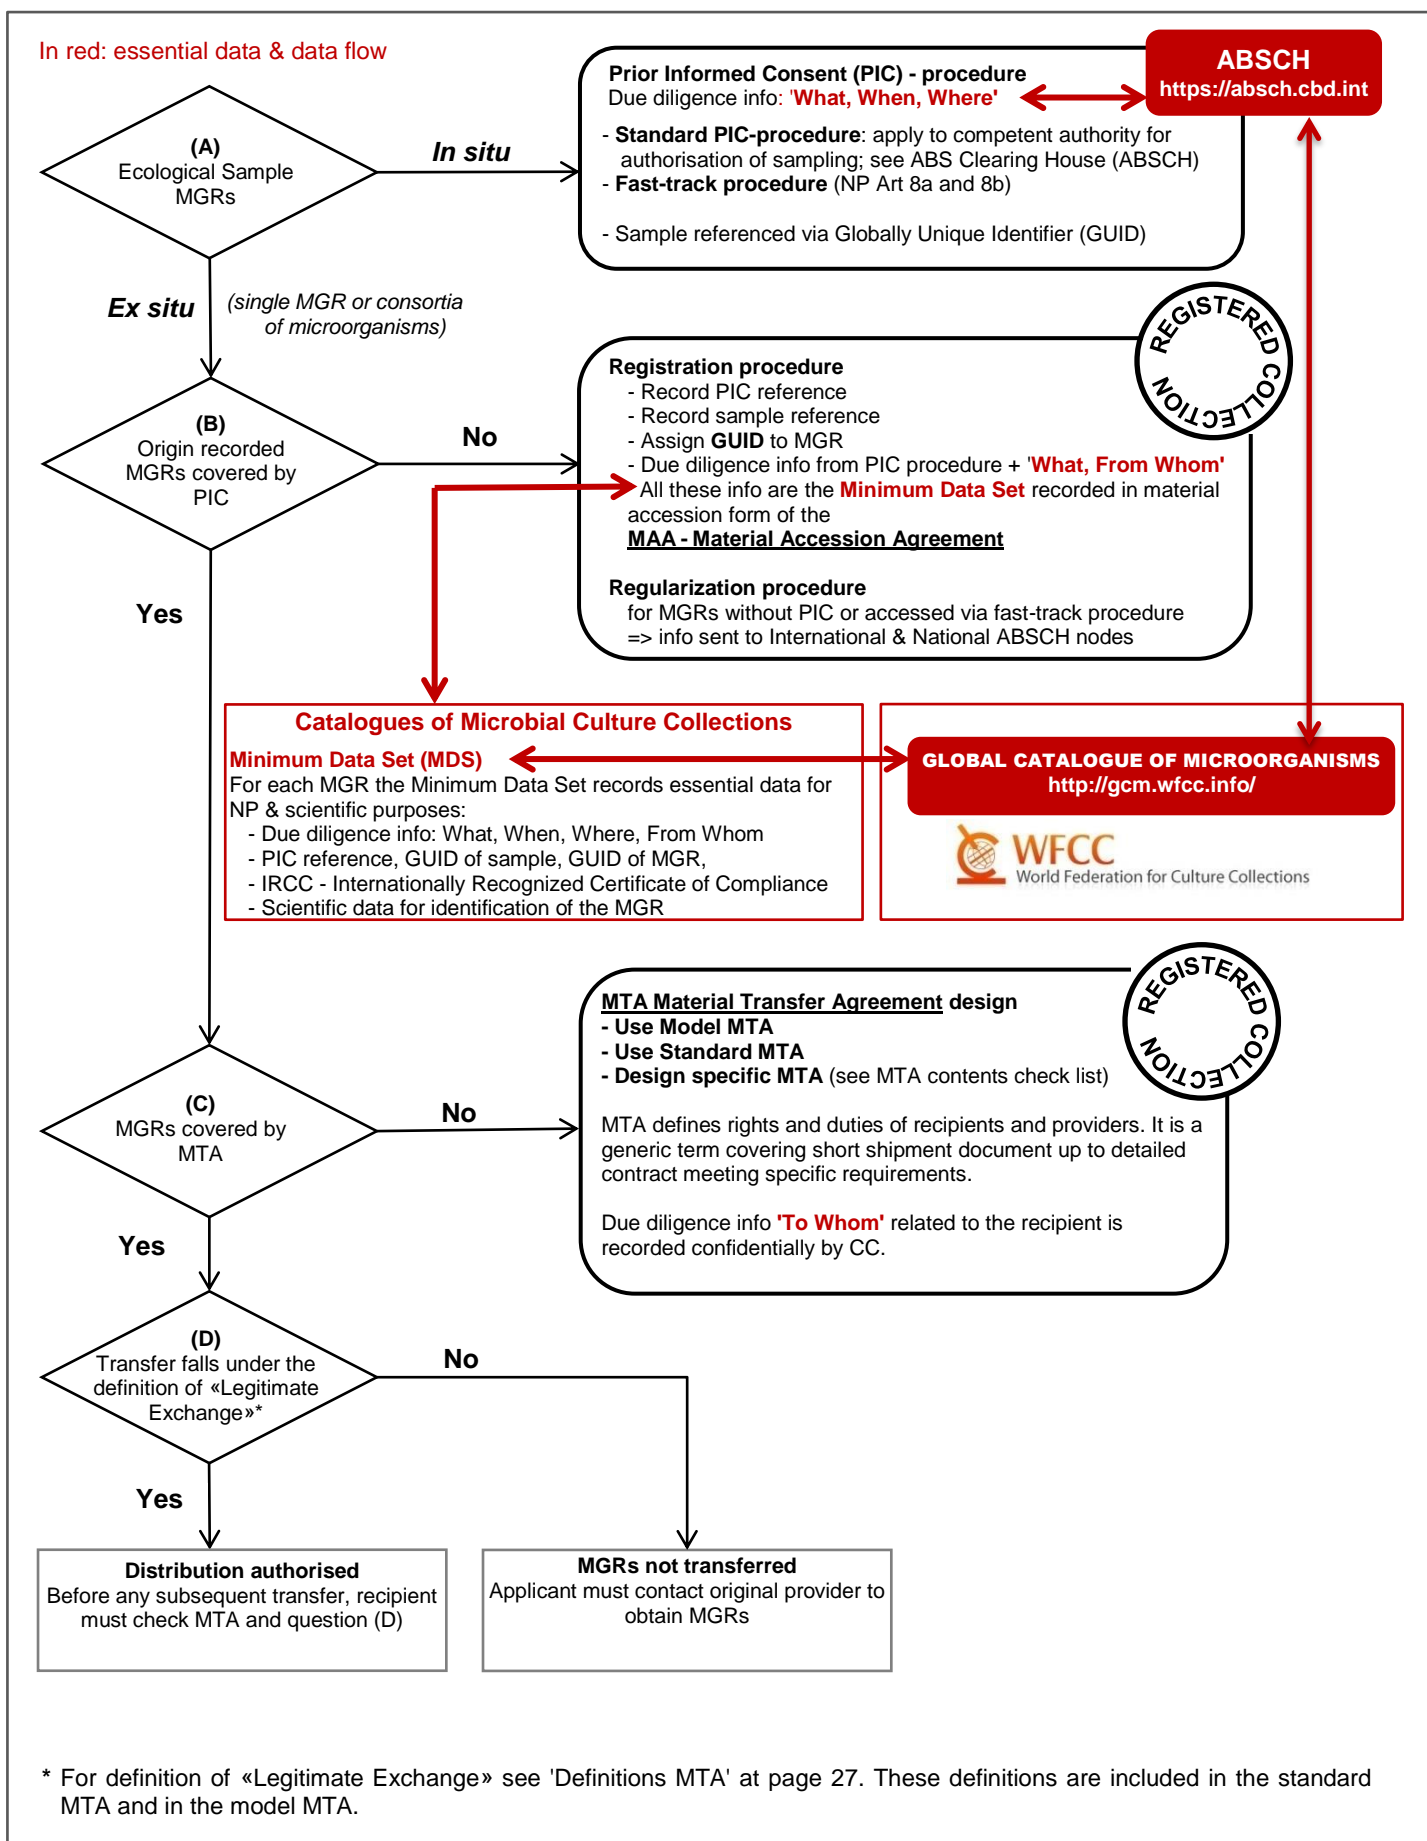 In red: essential data & data flow
ABSCH
https://absch.cbd.int
Prior Informed Consent (PIC) - procedure
Due diligence info: 'What, When, Where'
- Standard PIC-procedure: apply to competent authority for
authorisation of sampling; see ABS Clearing House (ABSCH)
- Fast-track procedure (NP Art 8a and 8b)
- Sample referenced via Globally Unique Identifier (GUID)
(A)
Ecological Sample
MGRs
In situ
Ex situ
(single MGR or consortia
of microorganisms)
REGISTERED COLLECTION
Registration procedure
- Record PIC reference
- Record sample reference
- Assign GUID to MGR
- Due diligence info from PIC procedure + 'What, From Whom'
All these info are the Minimum Data Set recorded in material
accession form of the
MAA - Material Accession Agreement
Regularization procedure
for MGRs without PIC or accessed via fast-track procedure
=> info sent to International & National ABSCH nodes
(B)
Origin recorded
MGRs covered by
PIC
No
Yes
Catalogues of Microbial Culture Collections
Minimum Data Set (MDS)
For each MGR the Minimum Data Set records essential data for
NP & scientific purposes:
- Due diligence info: What, When, Where, From Whom
- PIC reference, GUID of sample, GUID of MGR,
- IRCC - Internationally Recognized Certificate of Compliance
- Scientific data for identification of the MGR
GLOBAL CATALOGUE OF MICROORGANISMS
http://gcm.wfcc.info/
WFCC
World Federation for Culture Collections
REGISTERED COLLECTION
MTA Material Transfer Agreement design
- Use Model MTA
- Use Standard MTA
- Design specific MTA (see MTA contents check list)
MTA defines rights and duties of recipients and providers. It is a
generic term covering short shipment document up to detailed
contract meeting specific requirements.
Due diligence info 'To Whom' related to the recipient is
recorded confidentially by CC.
(C)
MGRs covered by
MTA
No
Yes
(D)
Transfer falls under the
definition of «Legitimate
Exchange»*
No
Yes
Distribution authorised
Before any subsequent transfer, recipient
must check MTA and question (D)
MGRs not transferred
Applicant must contact original provider to
obtain MGRs
* For definition of «Legitimate Exchange» see 'Definitions MTA' at page 27. These definitions are included in the standard
MTA and in the model MTA.